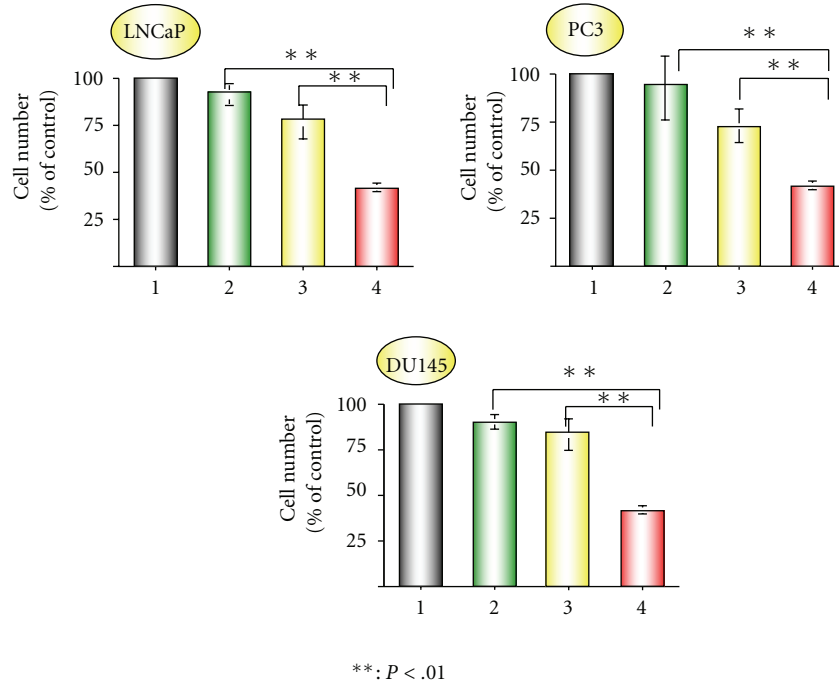 LNCaP
Cell number
(% of control)
100
75
50
25
1 2 3 4
* *
* *
PC3
Cell number
(% of control)
100
75
50
25
1 2 3 4
* *
* *
DU145
Cell number
(% of control)
100
75
50
25
1 2 3 4
* *
* *
**: P < .01